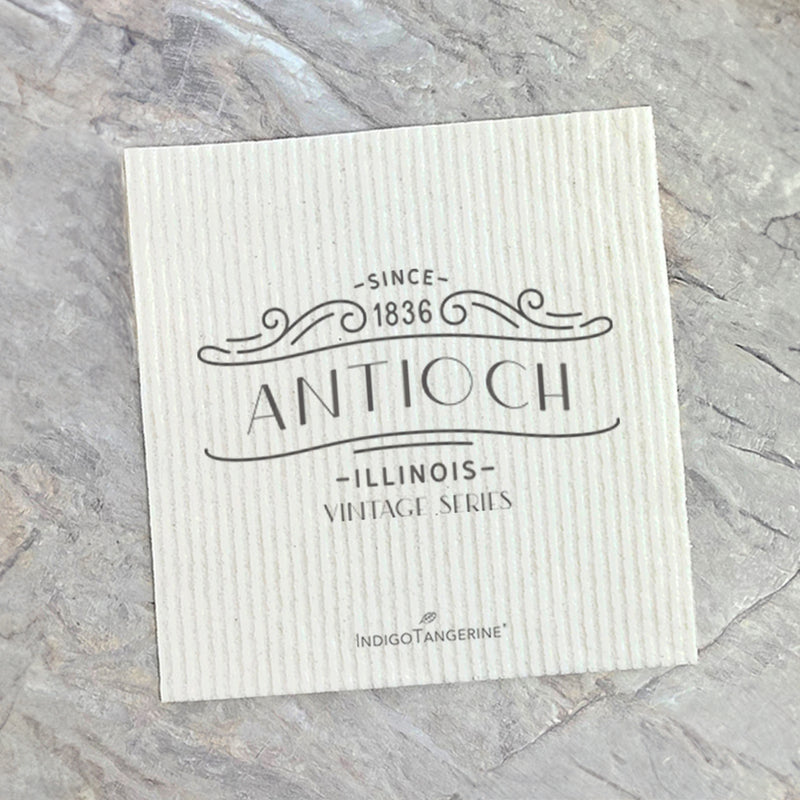 -SINCE-
1836
ANTIOCH
-ILLINOIS-
VINTAGE SERIES
INDIGOTANGERINE®